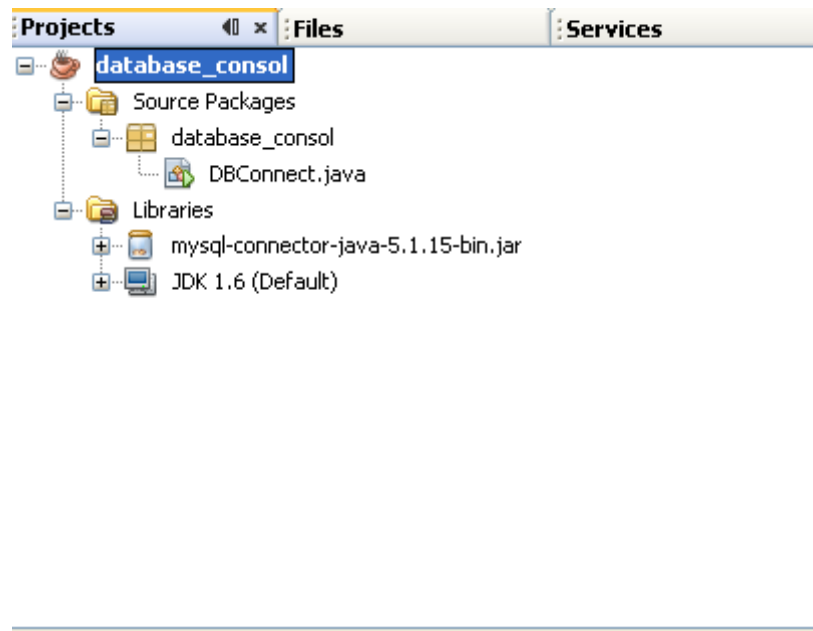 Projects Files Services
database_consol
Source Packages
database_consol
DBConnect.java
Libraries
mysql-connector-java-5.1.15-bin.jar
JDK 1.6 (Default)